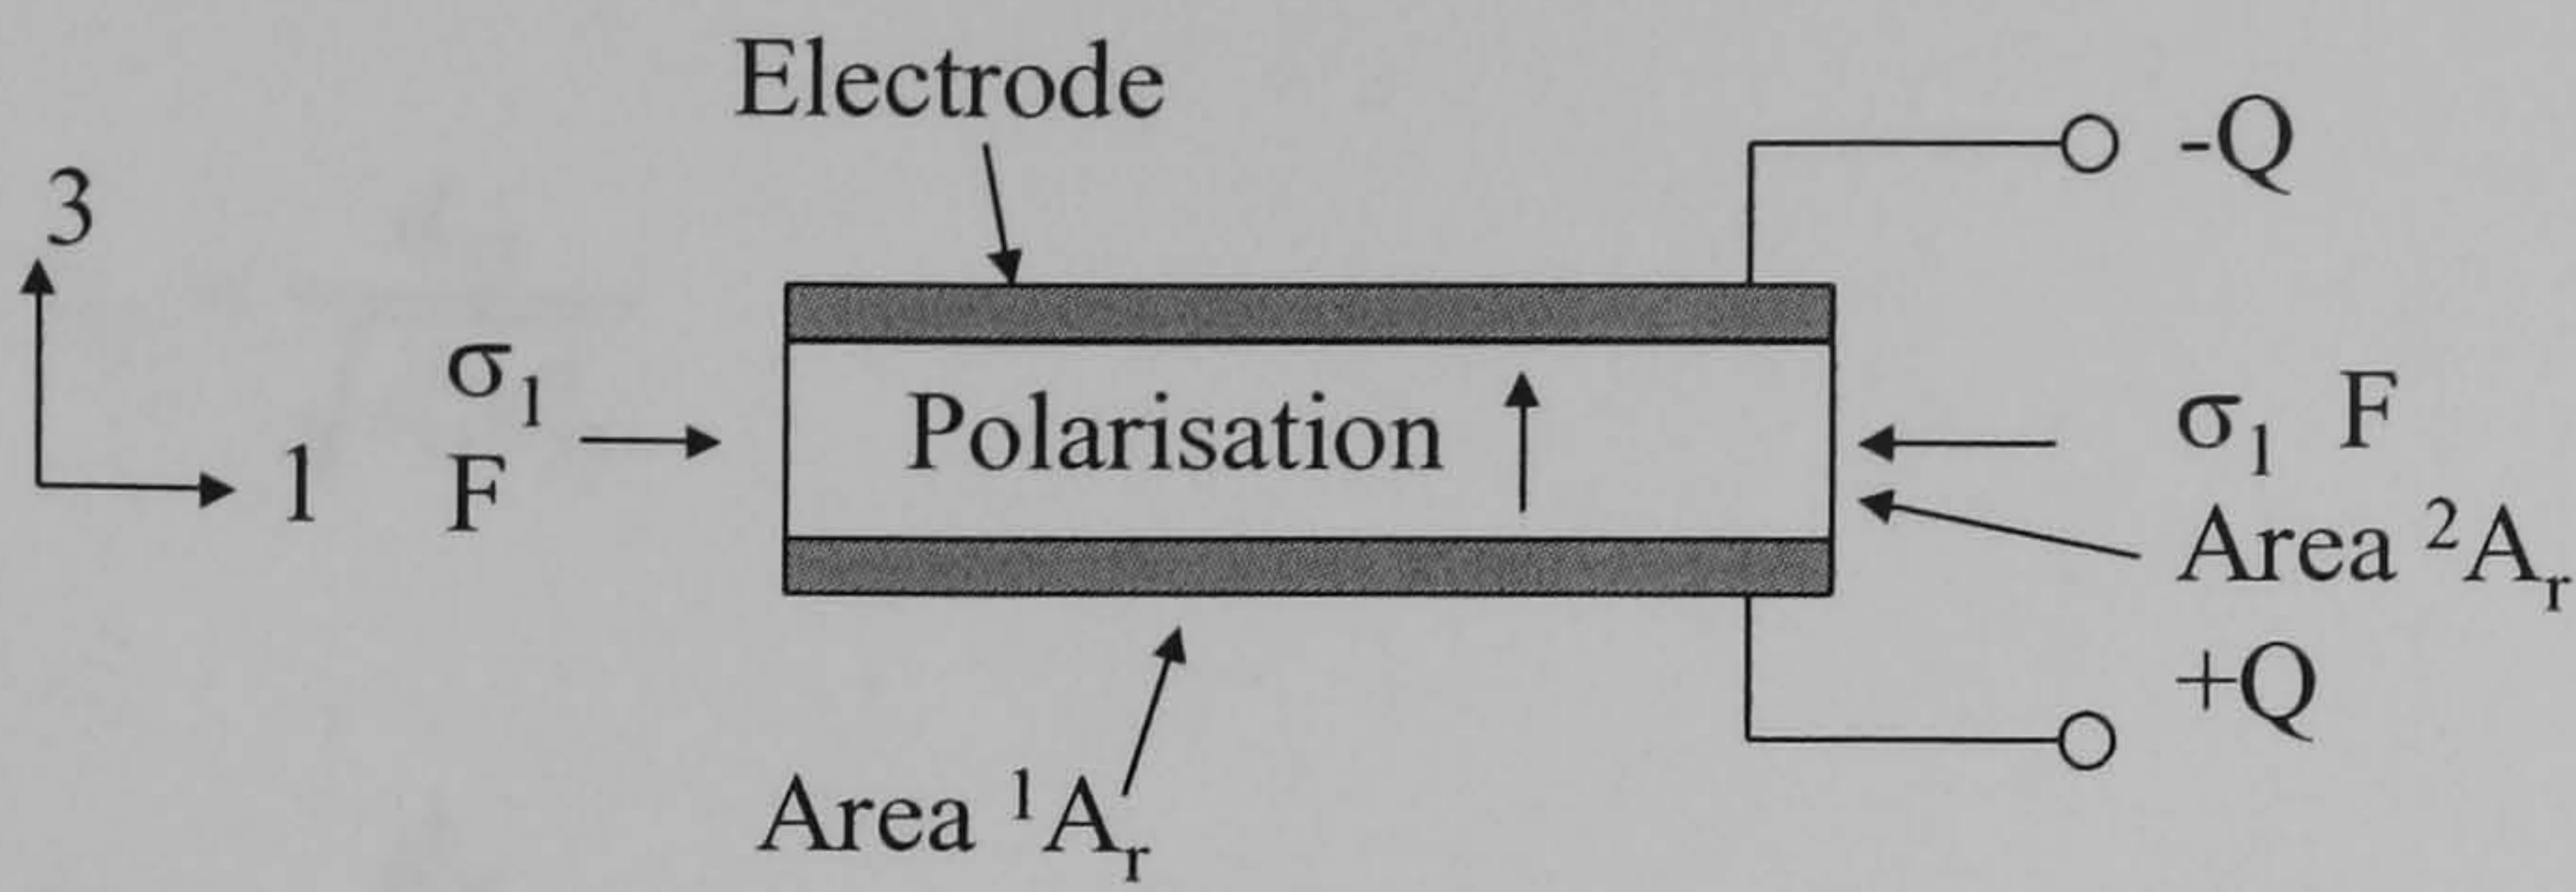 Electrode
-Q
3
σ₁
F
1
Polarisation
σ₁ F
Area ²Aᵣ
+Q
Area ¹Aᵣ